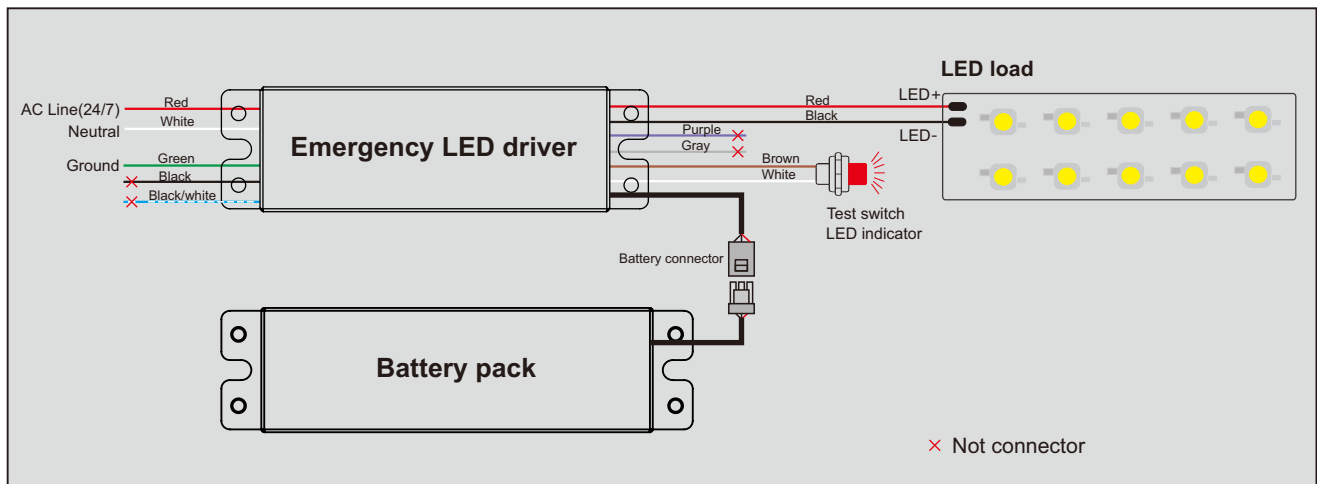 LED load
AC Line(24/7)
Red
Red
LED+
White
Black
LED-
Neutral
Purple
Gray
Emergency LED driver
Ground
Green
Brown
Black
White
Black/white
Test switch
LED indicator
Battery connector
Battery pack
× Not connector